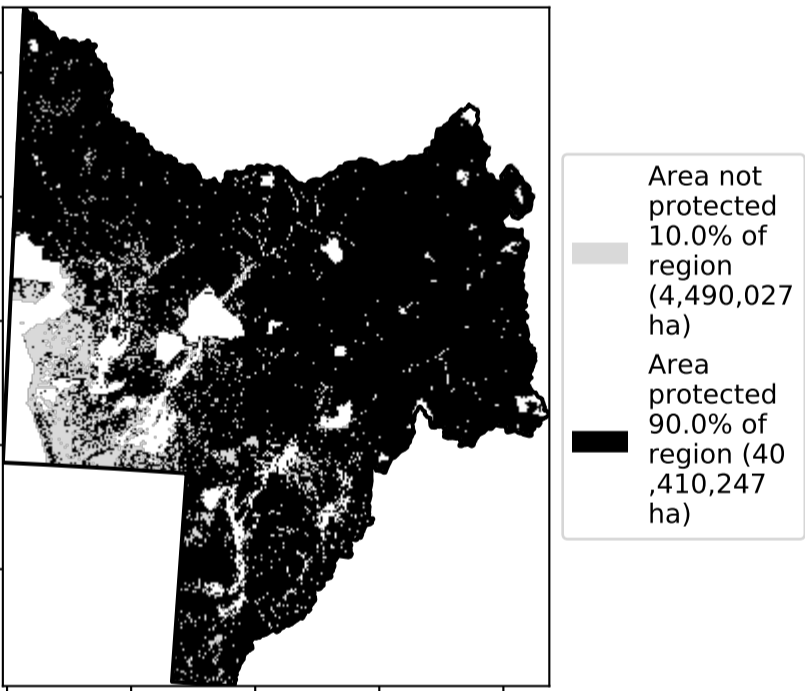 Area not
protected
10.0% of
region
(4,490,027
ha)
Area
protected
90.0% of
region (40
,410,247
ha)